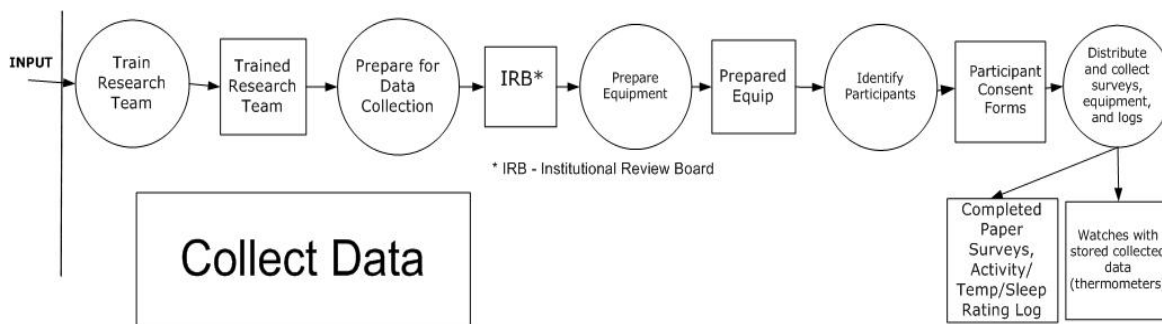 INPUT
Train
Research
Team
Trained
Research
Team
Prepare for
Data
Collection
IRB*
Prepare
Equipment
Prepared
Equip
Identify
Participants
Participant
Consent
Forms
Distribute
and collect
surveys,
equipment,
and logs
* IRB - Institutional Review Board
Collect Data
Completed
Paper
Surveys,
Activity/
Temp/Sleep
Rating Log
Watches with
stored collected
data
(thermometers